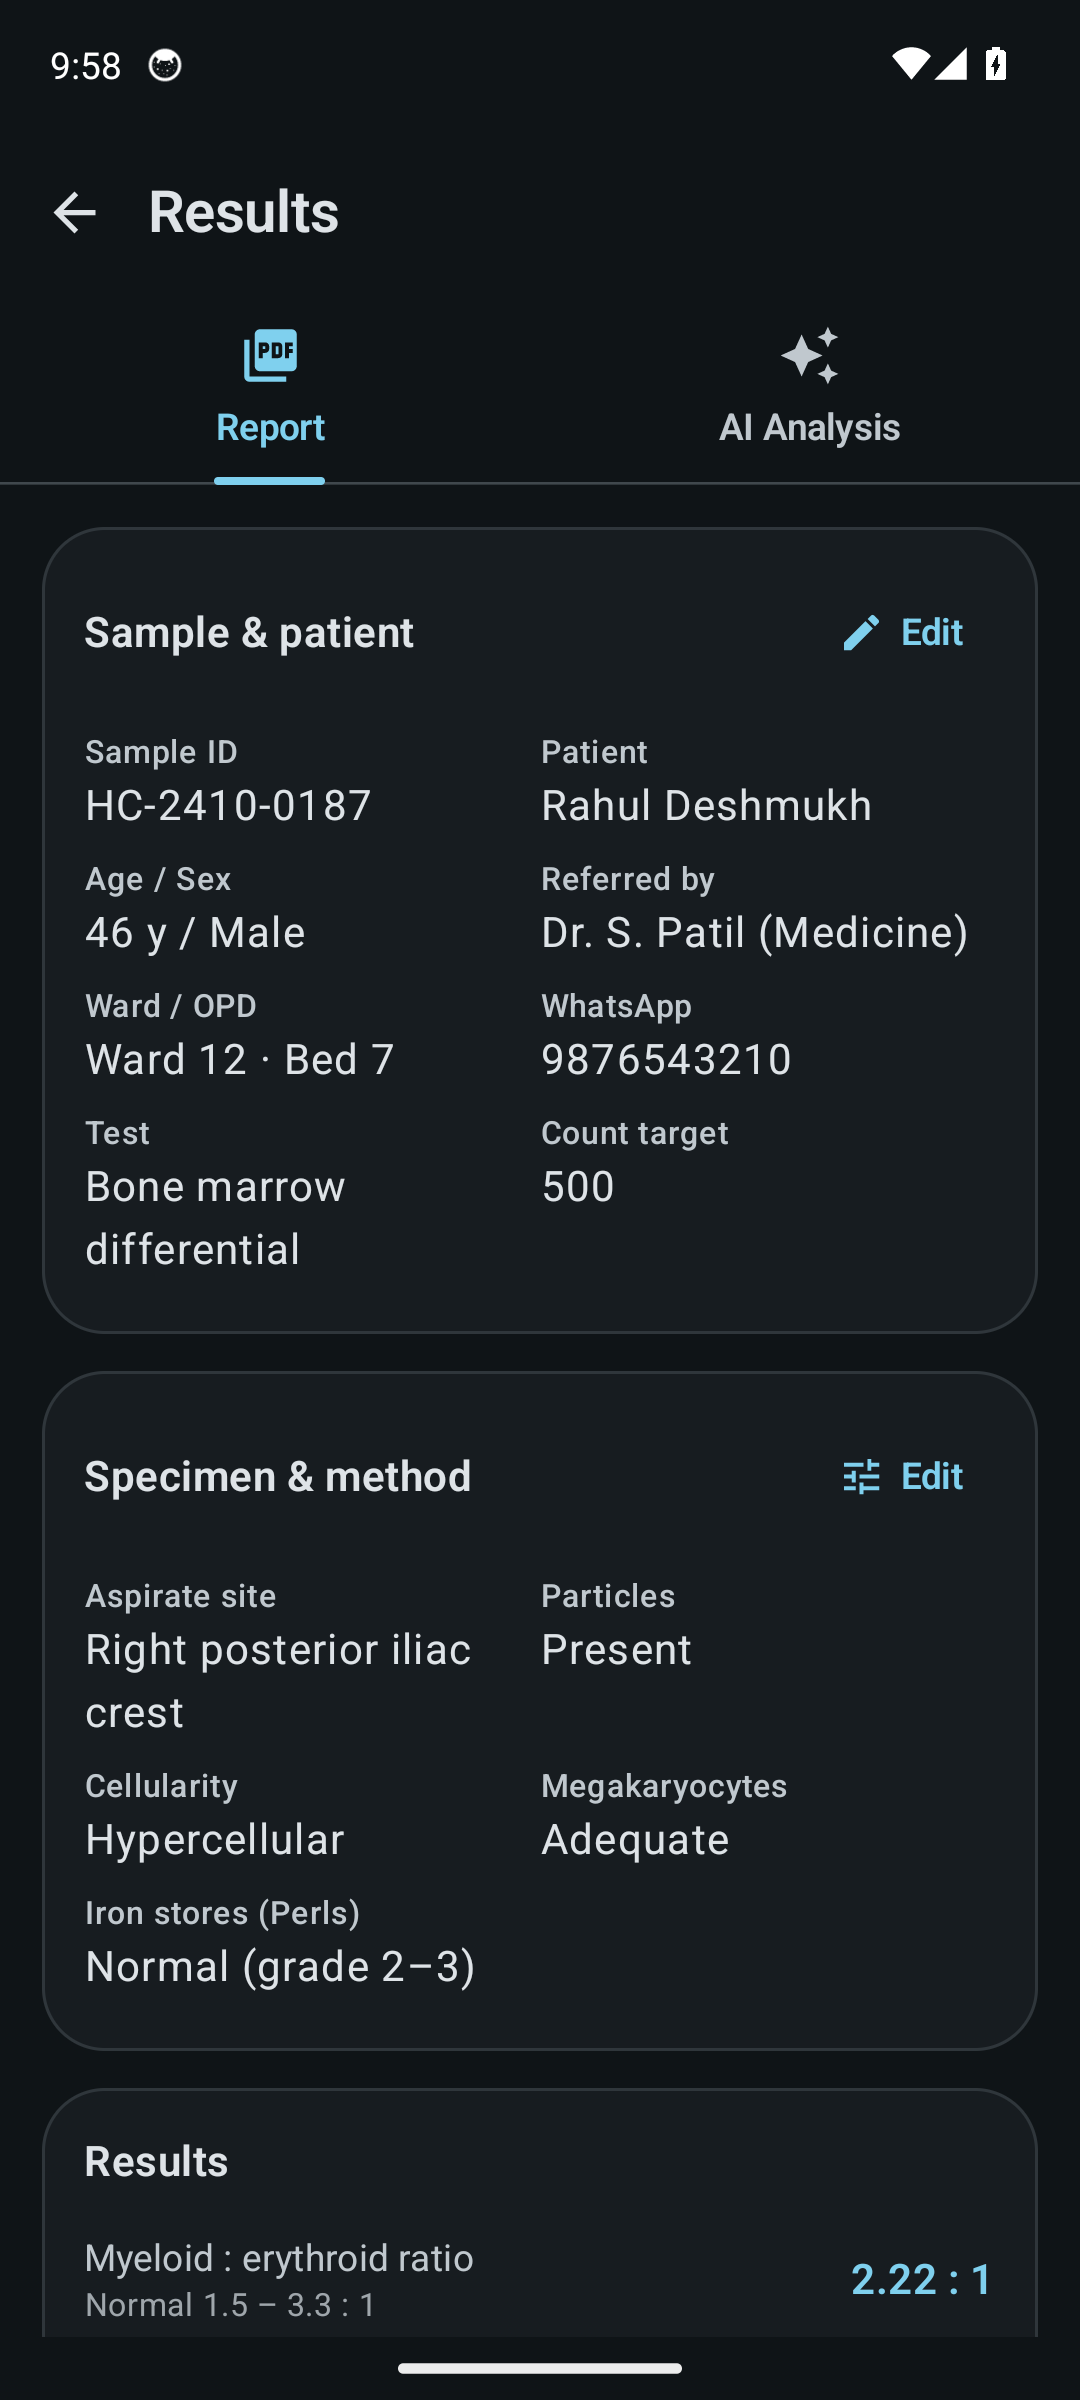 9:58
Results
PDF
Report
AI Analysis
Sample & patient
Edit
Sample ID
Patient
HC-2410-0187
Rahul Deshmukh
Age / Sex
Referred by
46 y / Male
Dr. S. Patil (Medicine)
Ward / OPD
WhatsApp
Ward 12 · Bed 7
9876543210
Test
Count target
Bone marrow
differential
500
Specimen & method
Edit
Aspirate site
Particles
Right posterior iliac
crest
Present
Cellularity
Megakaryocytes
Hypercellular
Adequate
Iron stores (Perls)
Normal (grade 2–3)
Results
Myeloid : erythroid ratio
Normal 1.5 – 3.3 : 1
2.22 : 1